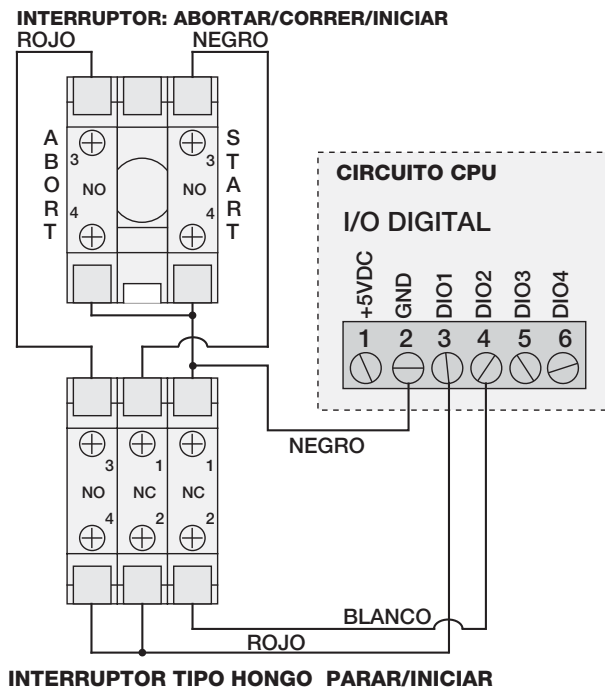 INTERRUPTOR: ABORTAR/CORRER/INICIAR
ROJO NEGRO
ABORT
3
NO
4
START
3
NO
4
CIRCUITO CPU
I/O DIGITAL
+5VDC GND DIO1 DIO2 DIO3 DIO4
1 2 3 4 5 6
NEGRO
3 1 1
NO NC NC
4 2 2
BLANCO
ROJO
INTERRUPTOR TIPO HONGO PARAR/INICIAR